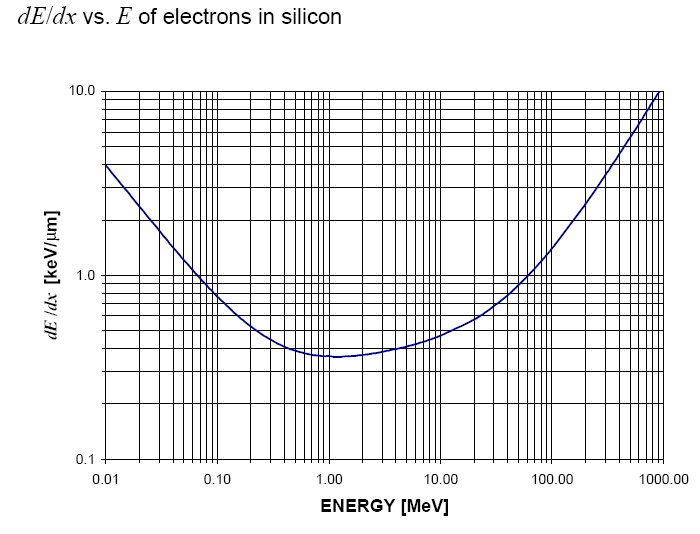 dE/dx vs. E of electrons in silicon
10.0
1.0
0.1
dE /dx [keV/μm]
0.01 0.10 1.00 10.00 100.00 1000.00
ENERGY [MeV]